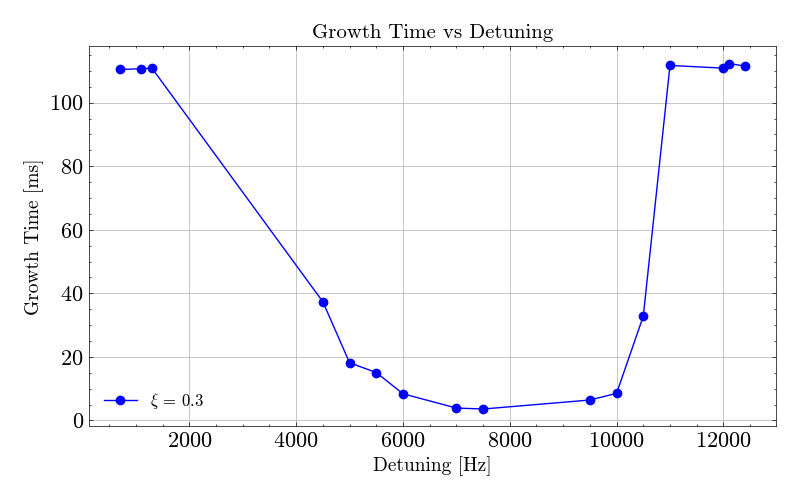 Growth Time vs Detuning
Growth Time [ms]
100
80
60
40
20
0
ξ = 0.3
2000 4000 6000 8000 10000 12000
Detuning [Hz]